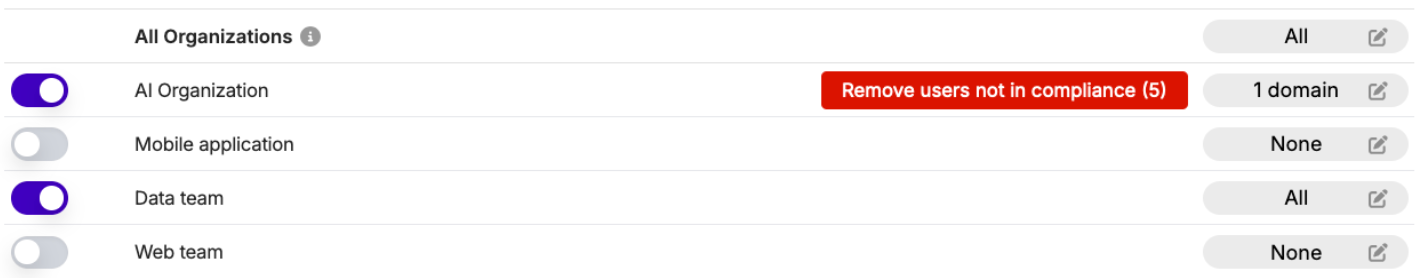 All Organizations All
AI Organization Remove users not in compliance (5) 1 domain
Mobile application None
Data team All
Web team None